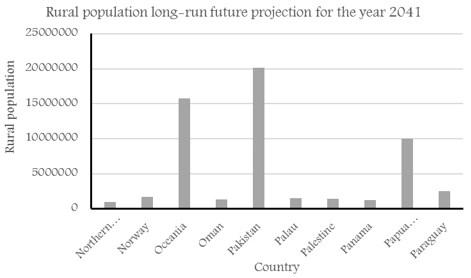 Rural population long-run future projection for the year 2041
25000000
20000000
15000000
10000000
5000000
0
Rural population
Northern…
Norway
Occania
Oman
Pakistan
Palau
Palestine
Panama
Papua…
Paraguay
Country